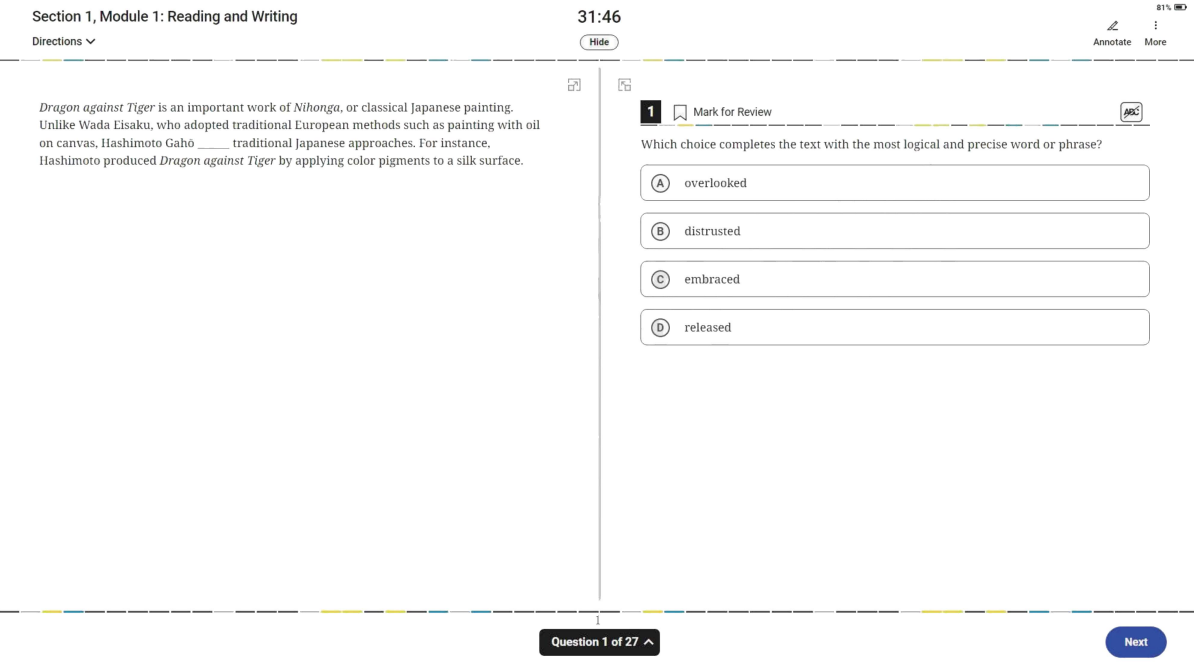 Section 1, Module 1: Reading and Writing
31:46
81%
Directions
Hide
Annotate
More
Dragon against Tiger is an important work of Nihonga, or classical Japanese painting.
Unlike Wada Eisaku, who adopted traditional European methods such as painting with oil
on canvas, Hashimoto Gahō _____ traditional Japanese approaches. For instance,
Hashimoto produced Dragon against Tiger by applying color pigments to a silk surface.
1
Mark for Review
ABC
Which choice completes the text with the most logical and precise word or phrase?
A overlooked
B distrusted
C embraced
D released
1
Question 1 of 27
Next